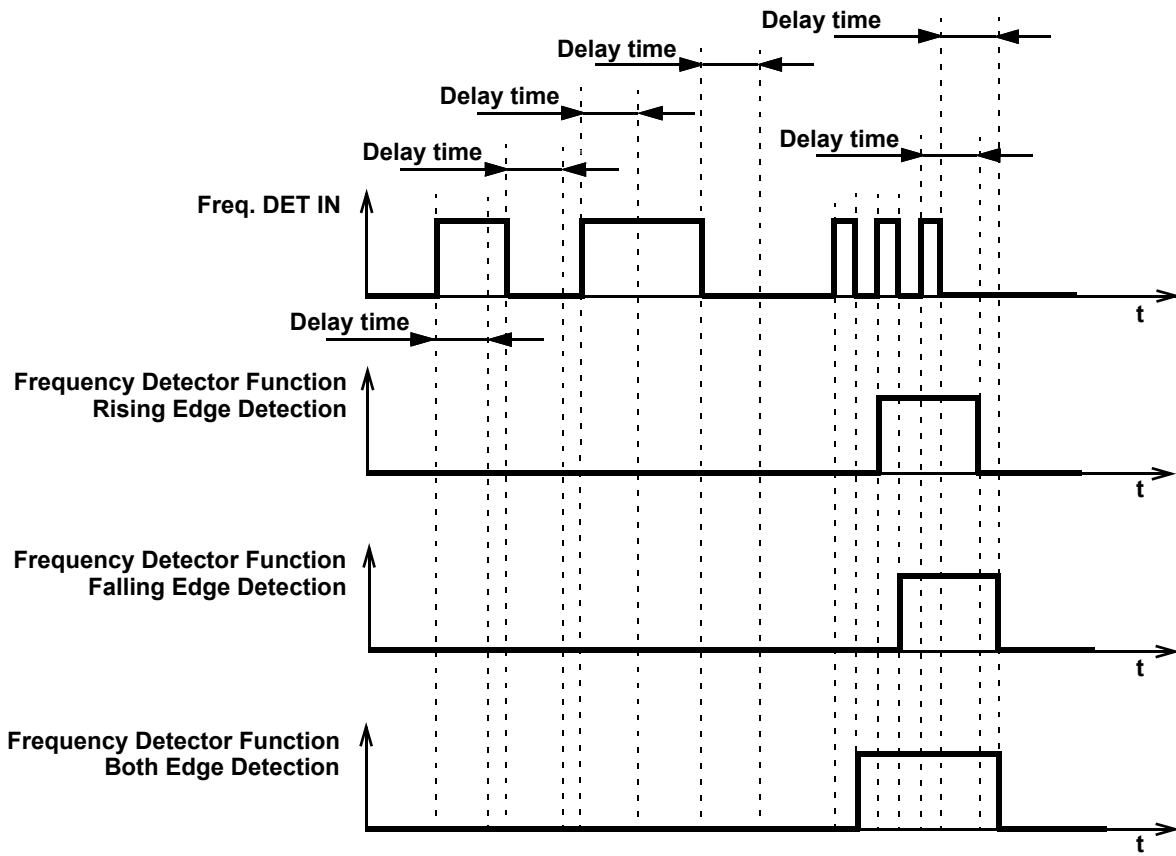 Delay time
Delay time
Delay time
Delay time
Delay time
Freq. DET IN
t
Delay time
Frequency Detector Function
Rising Edge Detection
t
Frequency Detector Function
Falling Edge Detection
t
Frequency Detector Function
Both Edge Detection
t